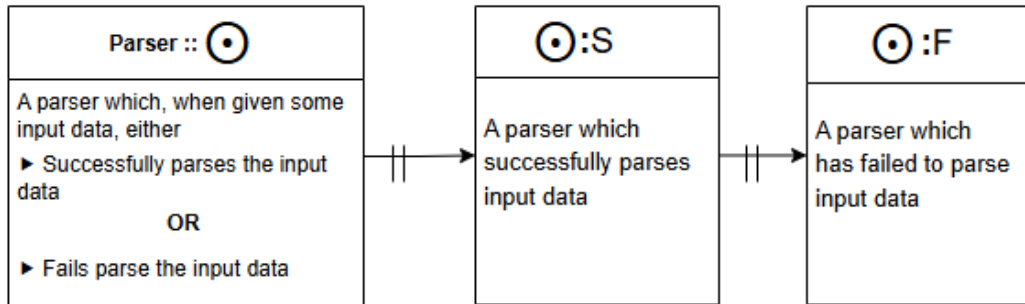 Parser :: ⊙
A parser which, when given some
input data, either
► Successfully parses the input
data
OR
► Fails parse the input data
⊙:S
A parser which
successfully parses
input data
⊙:F
A parser which
has failed to parse
input data